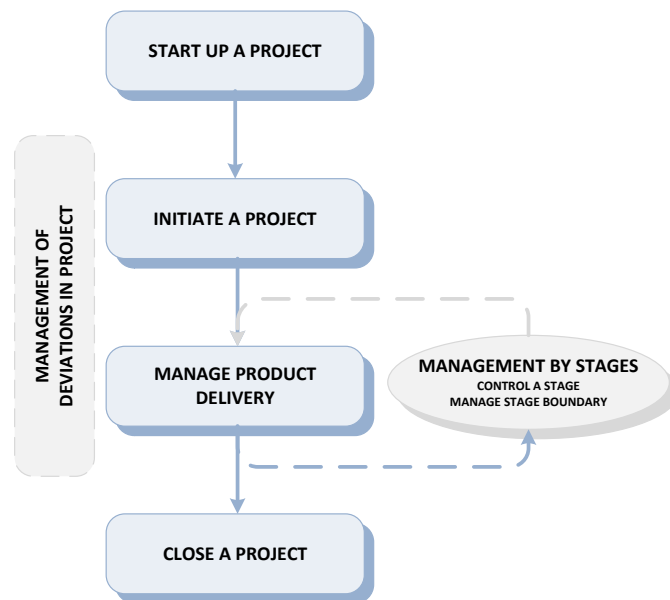 START UP A PROJECT
INITIATE A PROJECT
MANAGEMENT OF
DEVIATIONS IN PROJECT
MANAGE PRODUCT
DELIVERY
MANAGEMENT BY STAGES
CONTROL A STAGE
MANAGE STAGE BOUNDARY
CLOSE A PROJECT